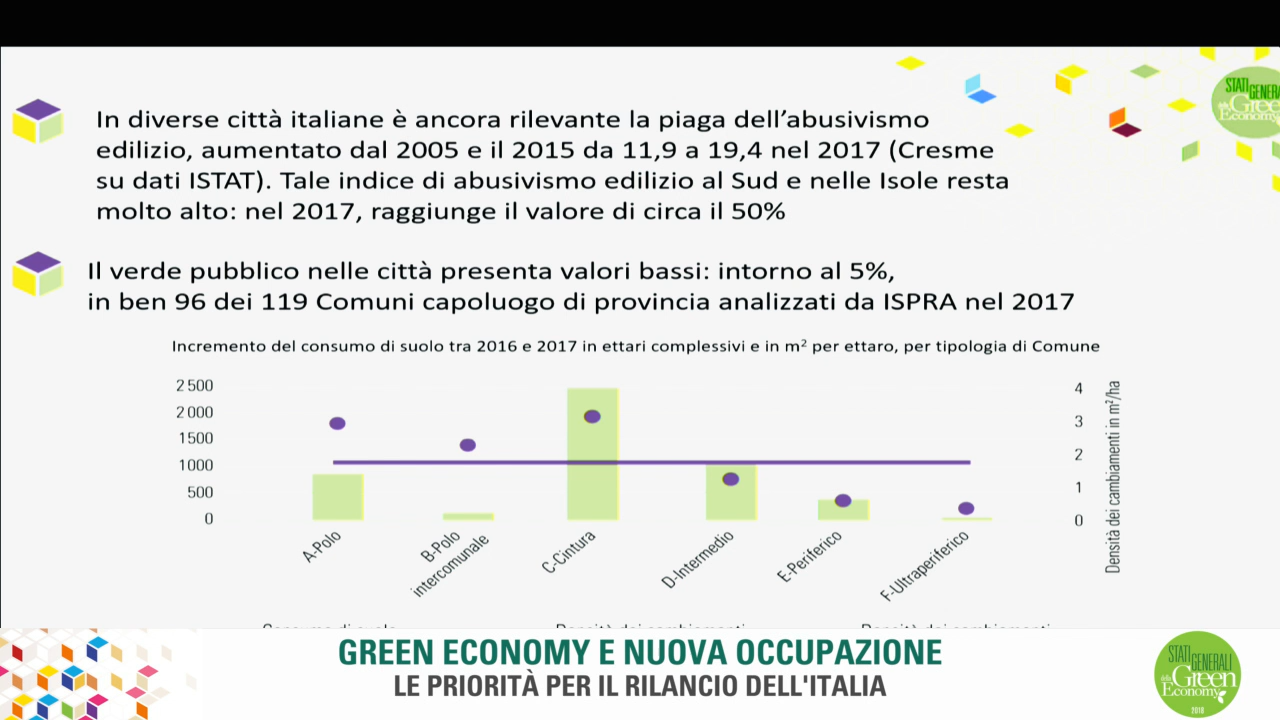 STATI GENERA
della Green
Economy
In diverse città italiane è ancora rilevante la piaga dell’abusivismo
edilizio, aumentato dal 2005 e il 2015 da 11,9 a 19,4 nel 2017 (Cresme
su dati ISTAT). Tale indice di abusivismo edilizio al Sud e nelle Isole resta
molto alto: nel 2017, raggiunge il valore di circa il 50%
Il verde pubblico nelle città presenta valori bassi: intorno al 5%,
in ben 96 dei 119 Comuni capoluogo di provincia analizzati da ISPRA nel 2017
Incremento del consumo di suolo tra 2016 e 2017 in ettari complessivi e in m² per ettaro, per tipologia di Comune
2 500
2 000
1500
1000
500
0
4
3
2
1
0
Densità dei cambiamenti in m²/ha
A-Polo
B-Polo
intercomunale
C-Cintura
D-Intermedio
E-Periferico
F-Ultraperiferico
GREEN ECONOMY E NUOVA OCCUPAZIONE
LE PRIORITÀ PER IL RILANCIO DELL'ITALIA
STATI GENERALI
della Green
Economy
2018